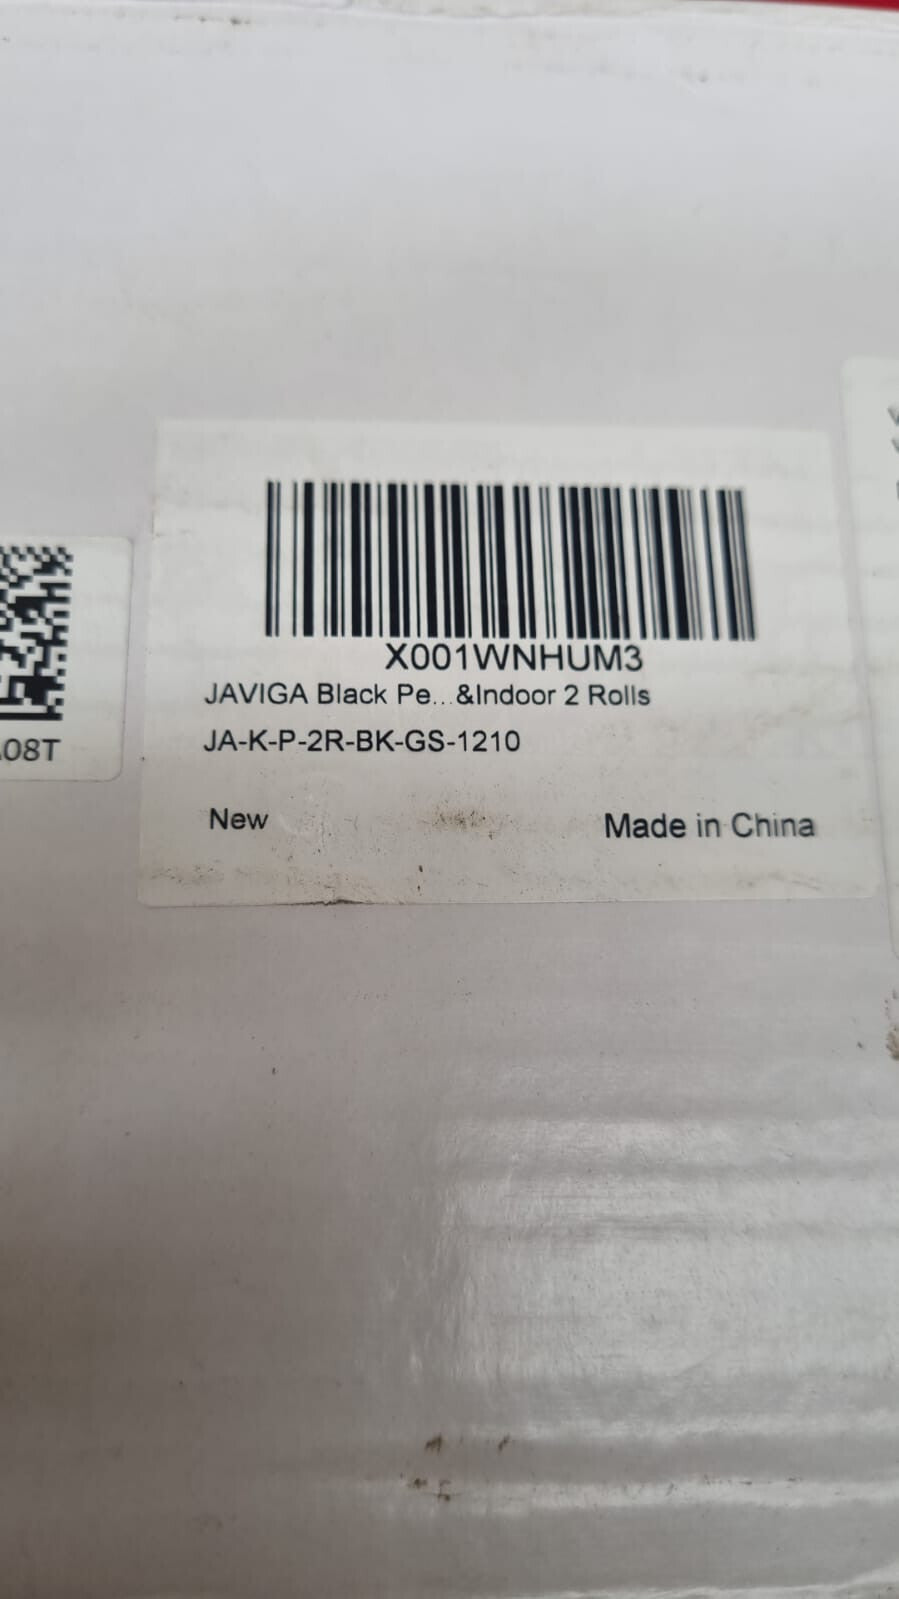 X001WNHUM3
JAVIGA Black Pe...&Indoor 2 Rolls
JA-K-P-2R-BK-GS-1210
New
Made in China
08T